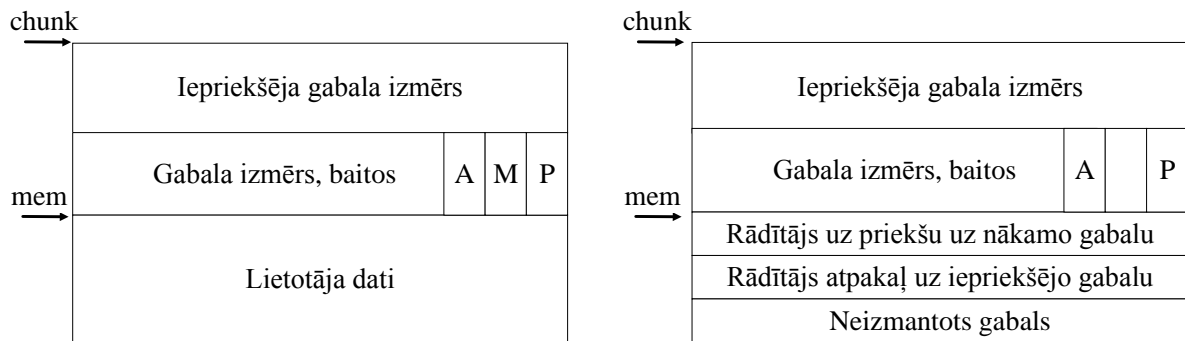 chunk
Iepriekšēja gabala izmērs
Gabala izmērs, baitos A M P
mem
Lietotāja dati
chunk
Iepriekšēja gabala izmērs
Gabala izmērs, baitos A P
mem
Rādītājs uz priekšu uz nākamo gabalu
Rādītājs atpakaļ uz iepriekšējo gabalu
Neizmantots gabals